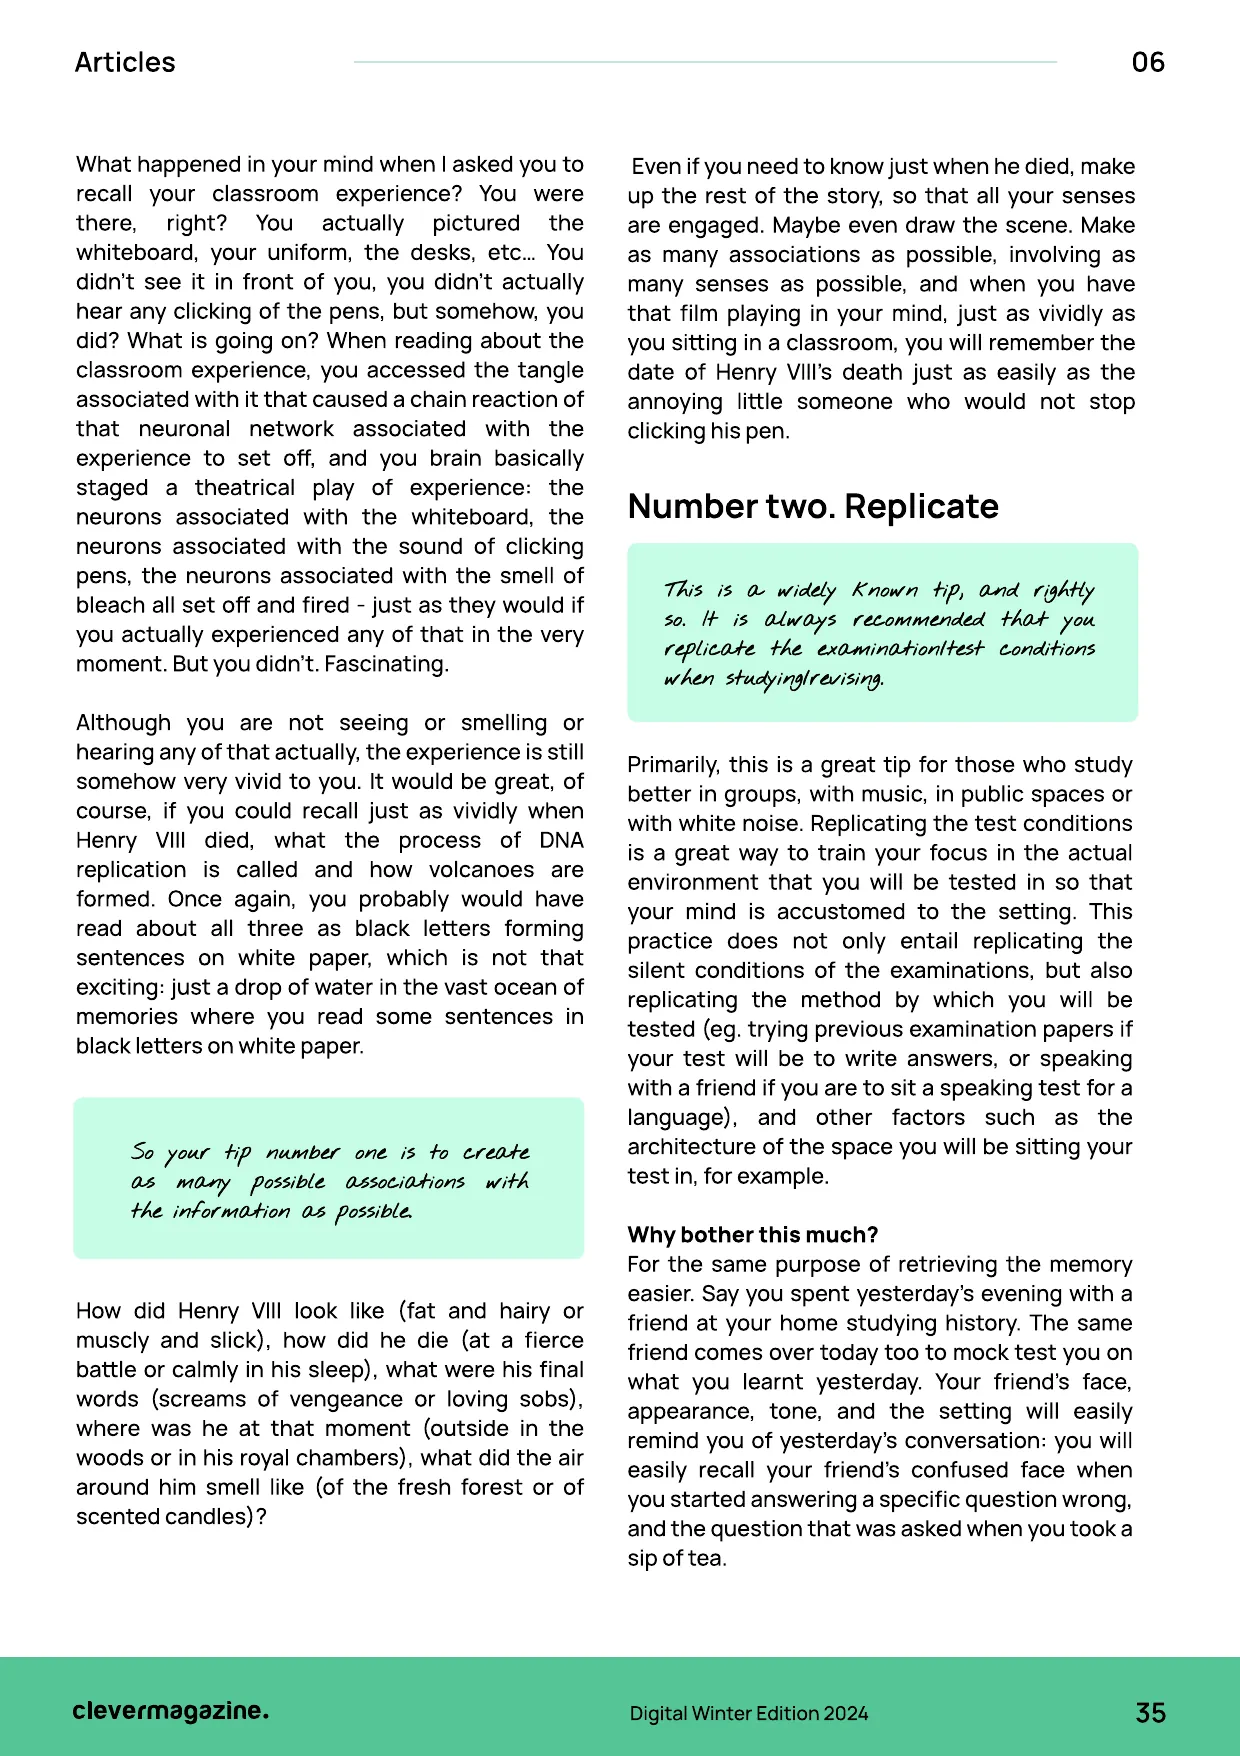 Articles
06
What happened in your mind when I asked you to
recall your classroom experience? You were
there, right? You actually pictured the
whiteboard, your uniform, the desks, etc... You
didn't see it in front of you, you didn't actually
hear any clicking of the pens, but somehow, you
did? What is going on? When reading about the
classroom experience, you accessed the tangle
associated with it that caused a chain reaction of
that neuronal network associated with the
experience to set off, and you brain basically
staged a theatrical play of experience: the
neurons associated with the whiteboard, the
neurons associated with the sound of clicking
pens, the neurons associated with the smell of
bleach all set off and fired - just as they would if
you actually experienced any of that in the very
moment. But you didn't. Fascinating.
Although you are not seeing or smelling or
hearing any of that actually, the experience is still
somehow very vivid to you. It would be great, of
course, if you could recall just as vividly when
Henry VIII died, what the process of DNA
replication is called and how volcanoes are
formed. Once again, you probably would have
read about all three as black letters forming
sentences on white paper, which is not that
exciting: just a drop of water in the vast ocean of
memories where you read some sentences in
black letters on white paper.
So your tip number one is to create
as many possible associations with
the information as possible.
How did Henry VIII look like (fat and hairy or
muscly and slick), how did he die (at a fierce
battle or calmly in his sleep), what were his final
words (screams of vengeance or loving sobs),
where was he at that moment (outside in the
woods or in his royal chambers), what did the air
around him smell like (of the fresh forest or of
scented candles)?
Even if you need to know just when he died, make
up the rest of the story, so that all your senses
are engaged. Maybe even draw the scene. Make
as many associations as possible, involving as
many senses as possible, and when you have
that film playing in your mind, just as vividly as
you sitting in a classroom, you will remember the
date of Henry VIII's death just as easily as the
annoying little someone who would not stop
clicking his pen.
Number two. Replicate
This is a widely known tip, and rightly
so. It is always recommended that you
replicate the examination/test conditions
when studying/revising.
Primarily, this is a great tip for those who study
better in groups, with music, in public spaces or
with white noise. Replicating the test conditions
is a great way to train your focus in the actual
environment that you will be tested in so that
your mind is accustomed to the setting. This
practice does not only entail replicating the
silent conditions of the examinations, but also
replicating the method by which you will be
tested (eg. trying previous examination papers if
your test will be to write answers, or speaking
with a friend if you are to sit a speaking test for a
language), and other factors such as the
architecture of the space you will be sitting your
test in, for example.
Why bother this much?
For the same purpose of retrieving the memory
easier. Say you spent yesterday's evening with a
friend at your home studying history. The same
friend comes over today too to mock test you on
what you learnt yesterday. Your friend's face,
appearance, tone, and the setting will easily
remind you of yesterday's conversation: you will
easily recall your friend's confused face when
you started answering a specific question wrong,
and the question that was asked when you took a
sip of tea.
clevermagazine.
Digital Winter Edition 2024
35